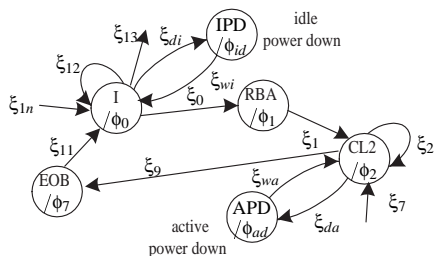 ξ13
IPD
/ϕid
idle
power down
ξdi
ξ12
I
/ϕ0
ξwi
ξ1n
ξ0
RBA
/ϕ1
ξ11
ξ1
CL2
/ϕ2
ξ2
EOB
/ϕ7
ξ9
ξwa
APD
/ϕad
ξda
ξ7
active
power down